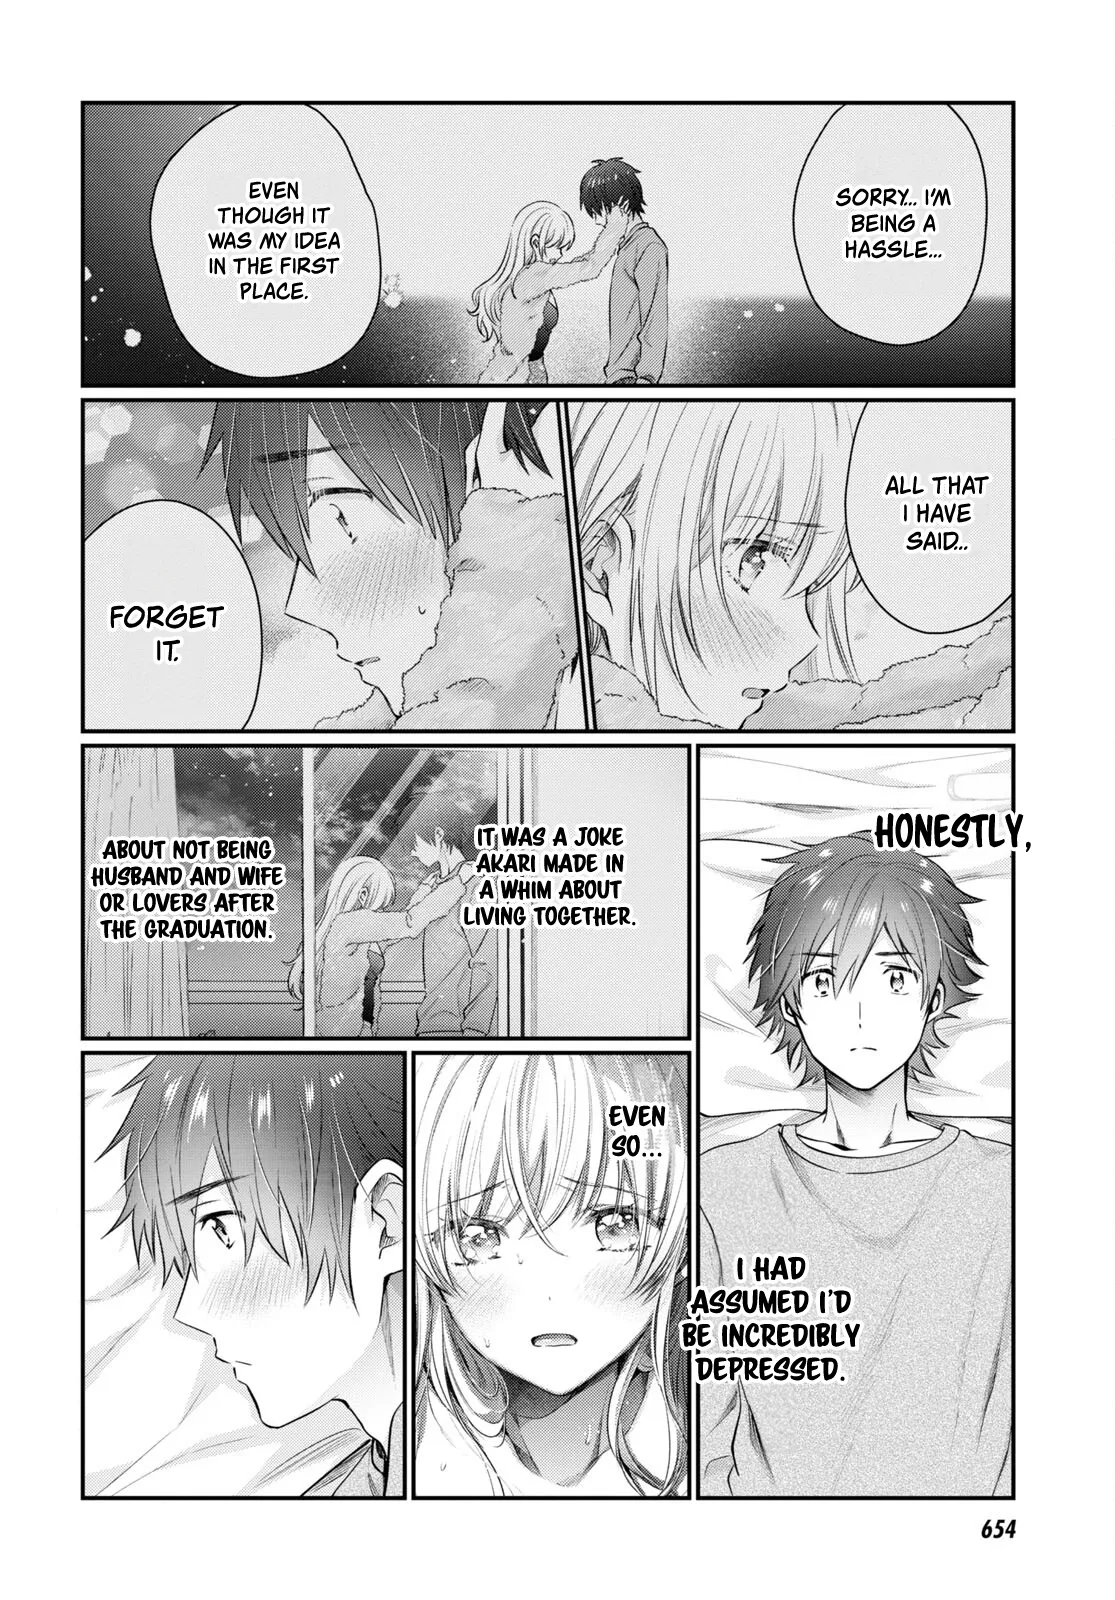 SORRY... I'M
BEING A
HASSLE...
EVEN
THOUGH IT
WAS MY IDEA
IN THE FIRST
PLACE.
ALL THAT
I HAVE
SAID...
FORGET
IT.
HONESTLY,
I HAD
ASSUMED I'D
BE INCREDIBLY
DEPRESSED.
IT WAS A JOKE
AKARI MADE IN
A WHIM ABOUT
LIVING TOGETHER.
ABOUT NOT BEING
HUSBAND AND WIFE
OR LOVERS AFTER
THE GRADUATION.
EVEN
SO...
654